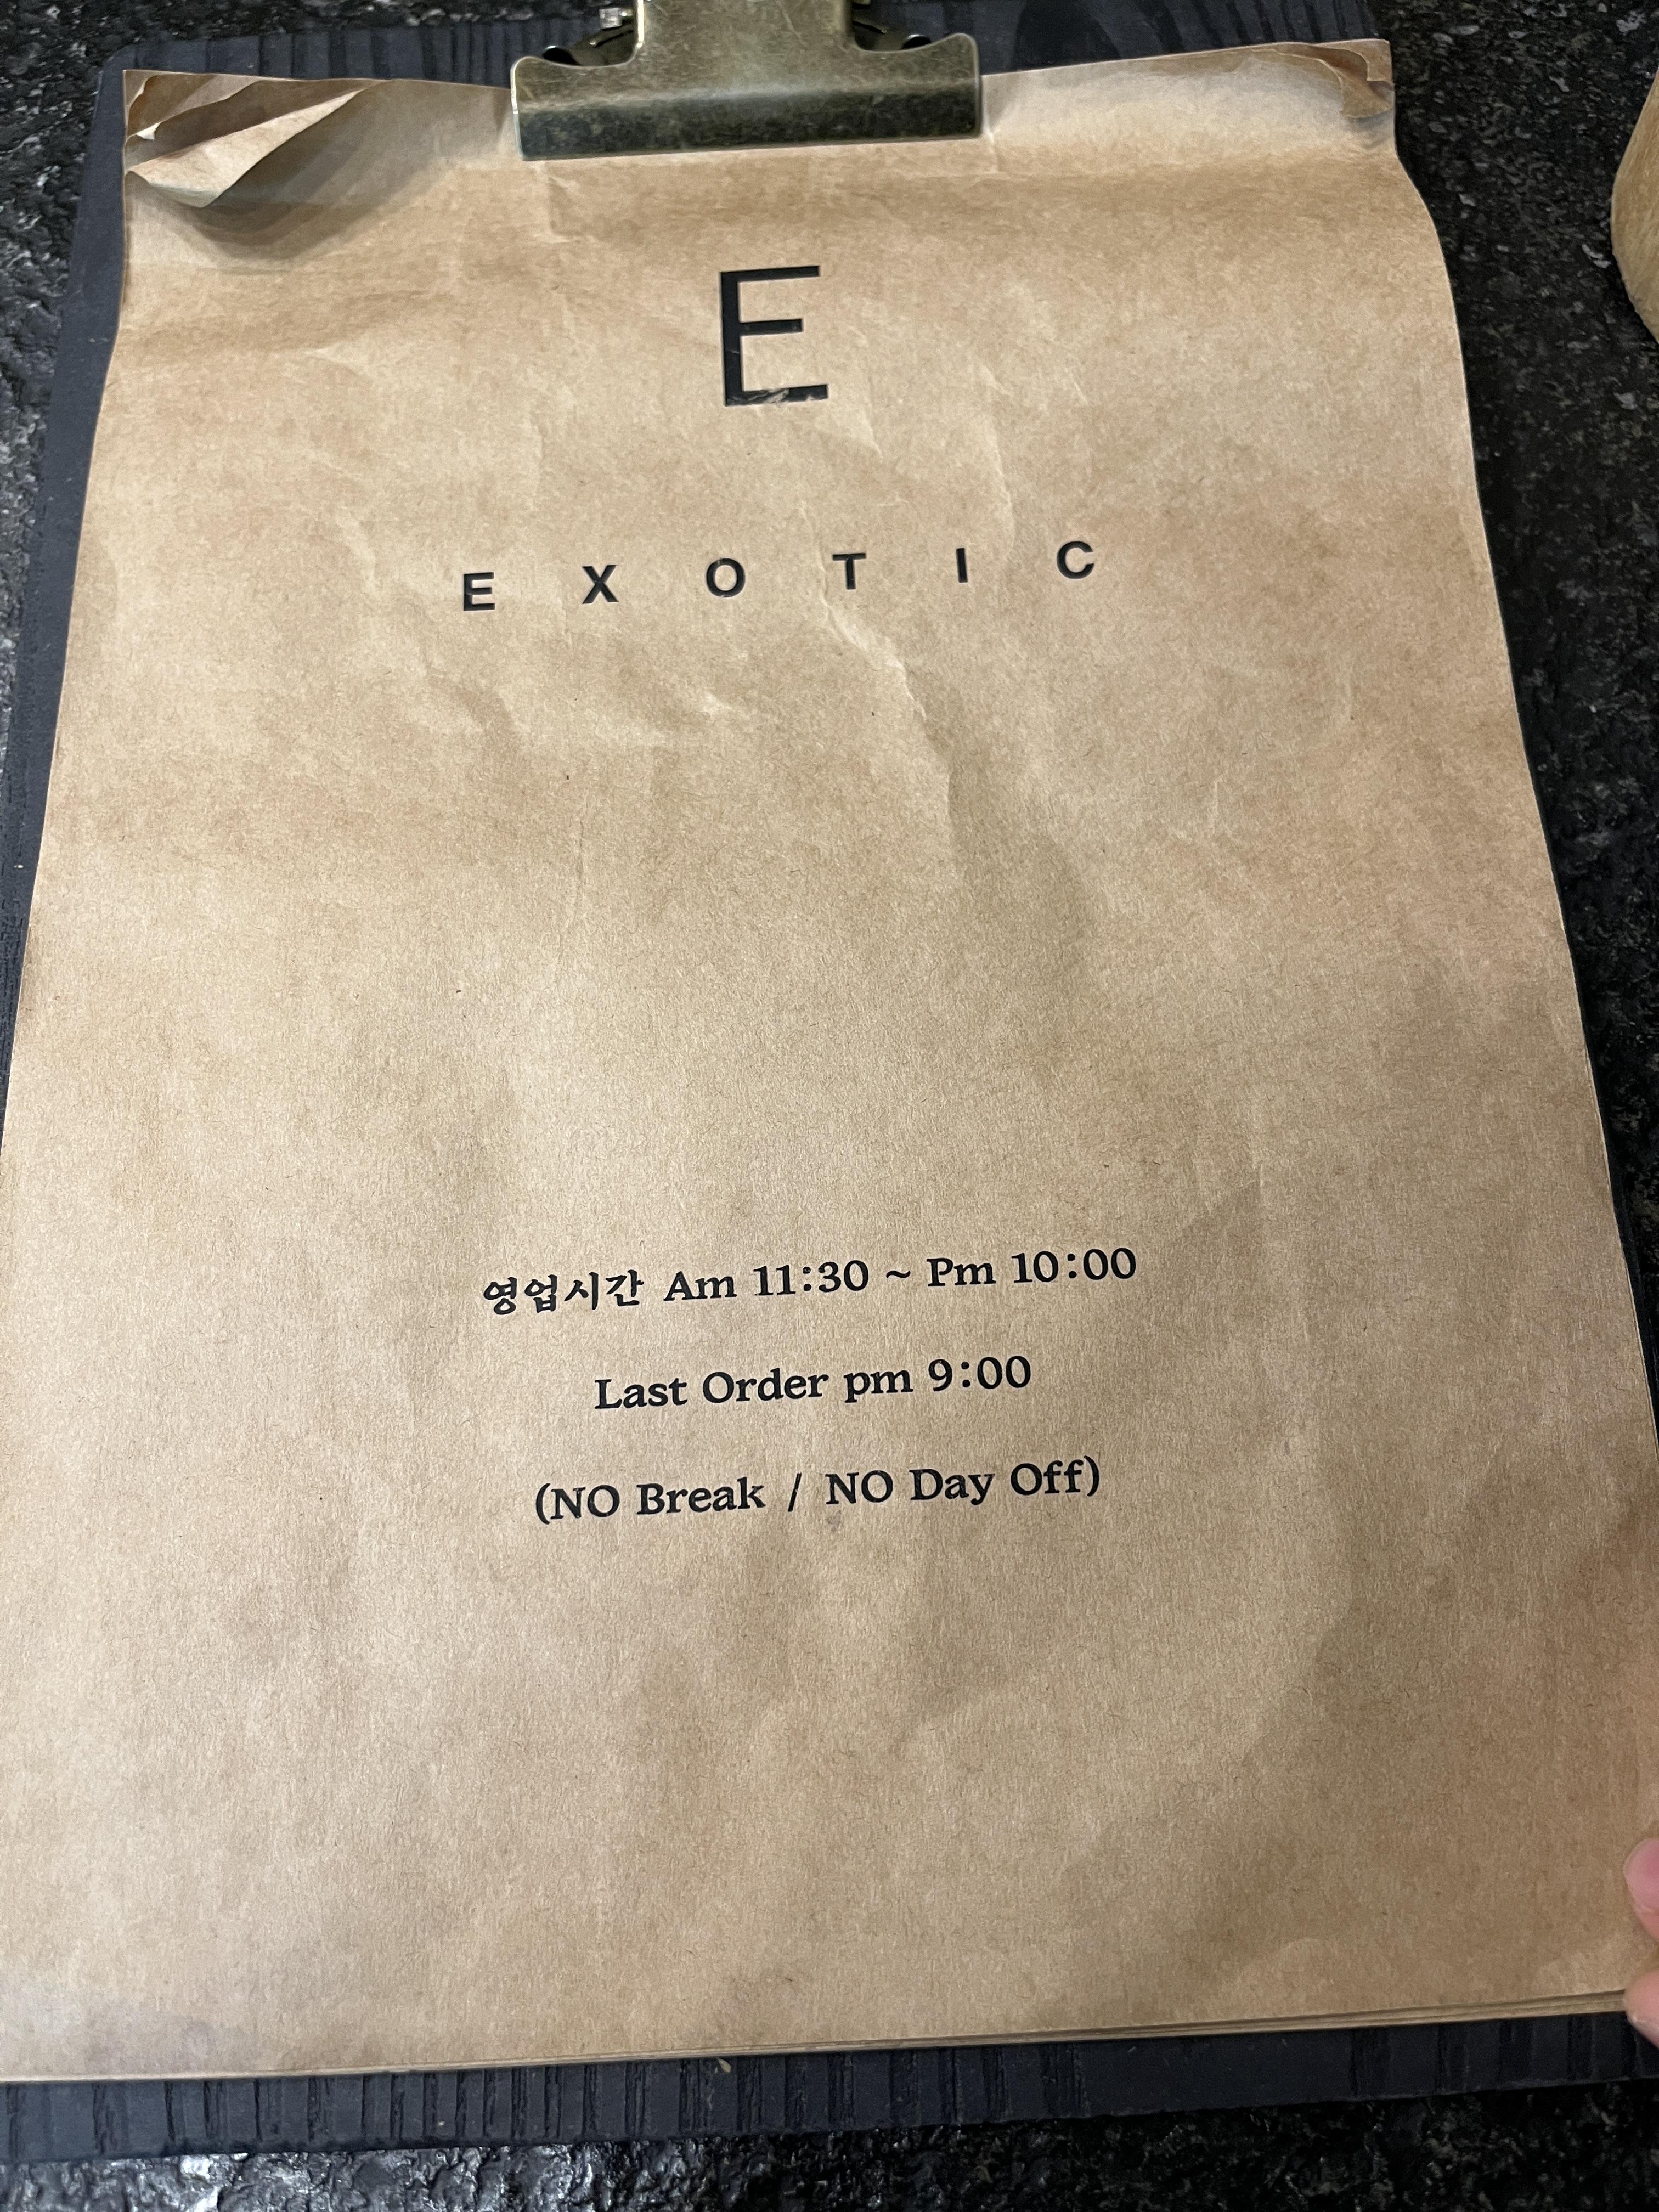 E
EXOTIC
영업시간 Am 11:30 ~ Pm 10:00
Last Order pm 9:00
(NO Break / NO Day Off)